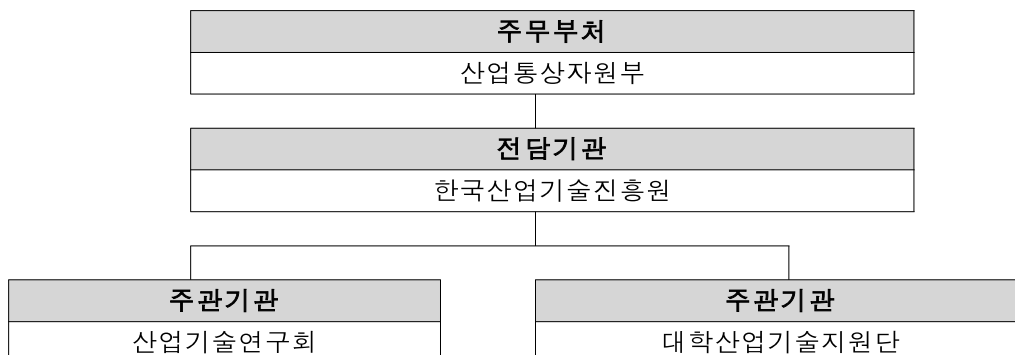 주무부처
산업통상자원부
전담기관
한국산업기술진흥원
주관기관
산업기술연구회
주관기관
대학산업기술지원단